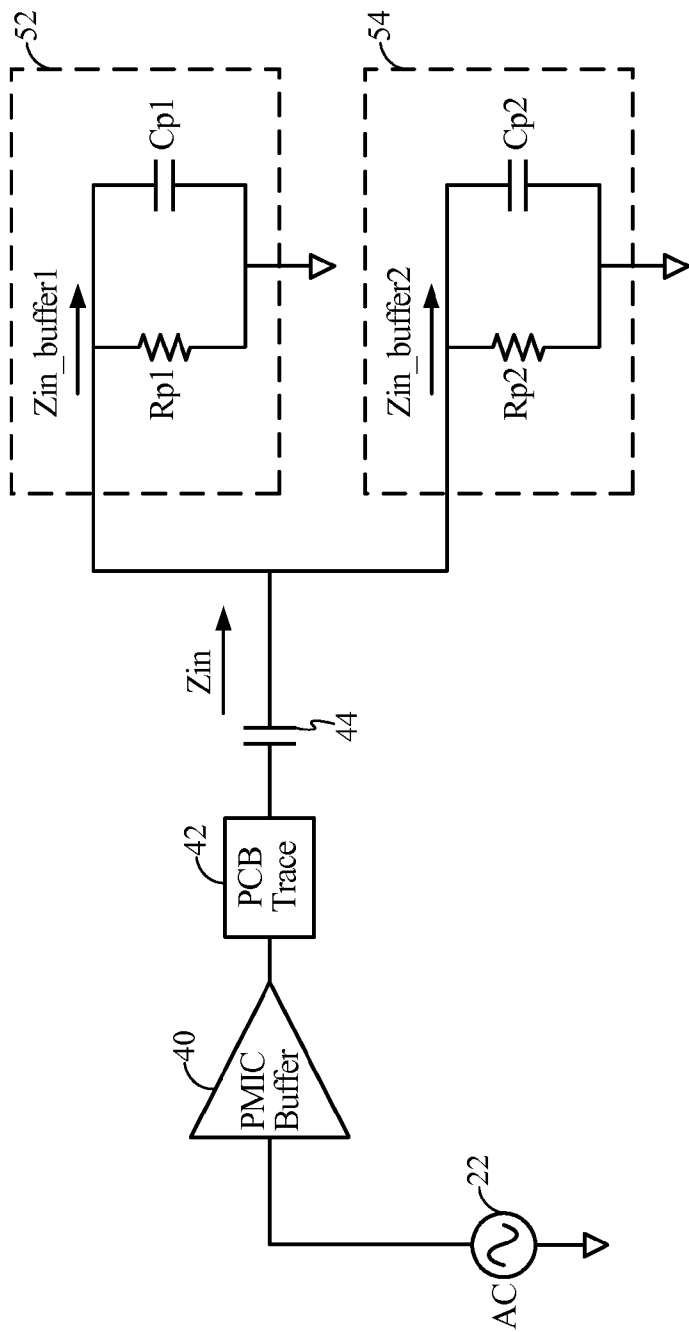 AC
22
40
PMIC
Buffer
42
PCB
Trace
44
Zin
52
Zin_buffer1
Rp1
Cp1
54
Zin_buffer2
Rp2
Cp2